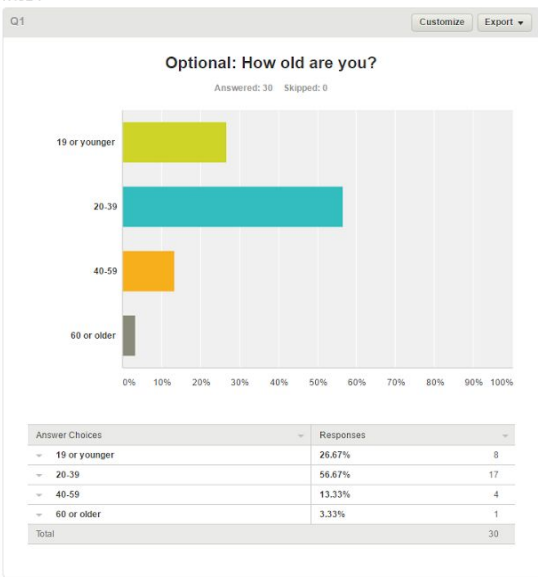 Q1
Customize
Export
Optional: How old are you?
Answered: 30 Skipped: 0
19 or younger
20-39
40-59
60 or older
0% 10% 20% 30% 40% 50% 60% 70% 80% 90% 100%
Answer Choices Responses
19 or younger 26.67% 8
20-39 56.67% 17
40-59 13.33% 4
60 or older 3.33% 1
Total 30